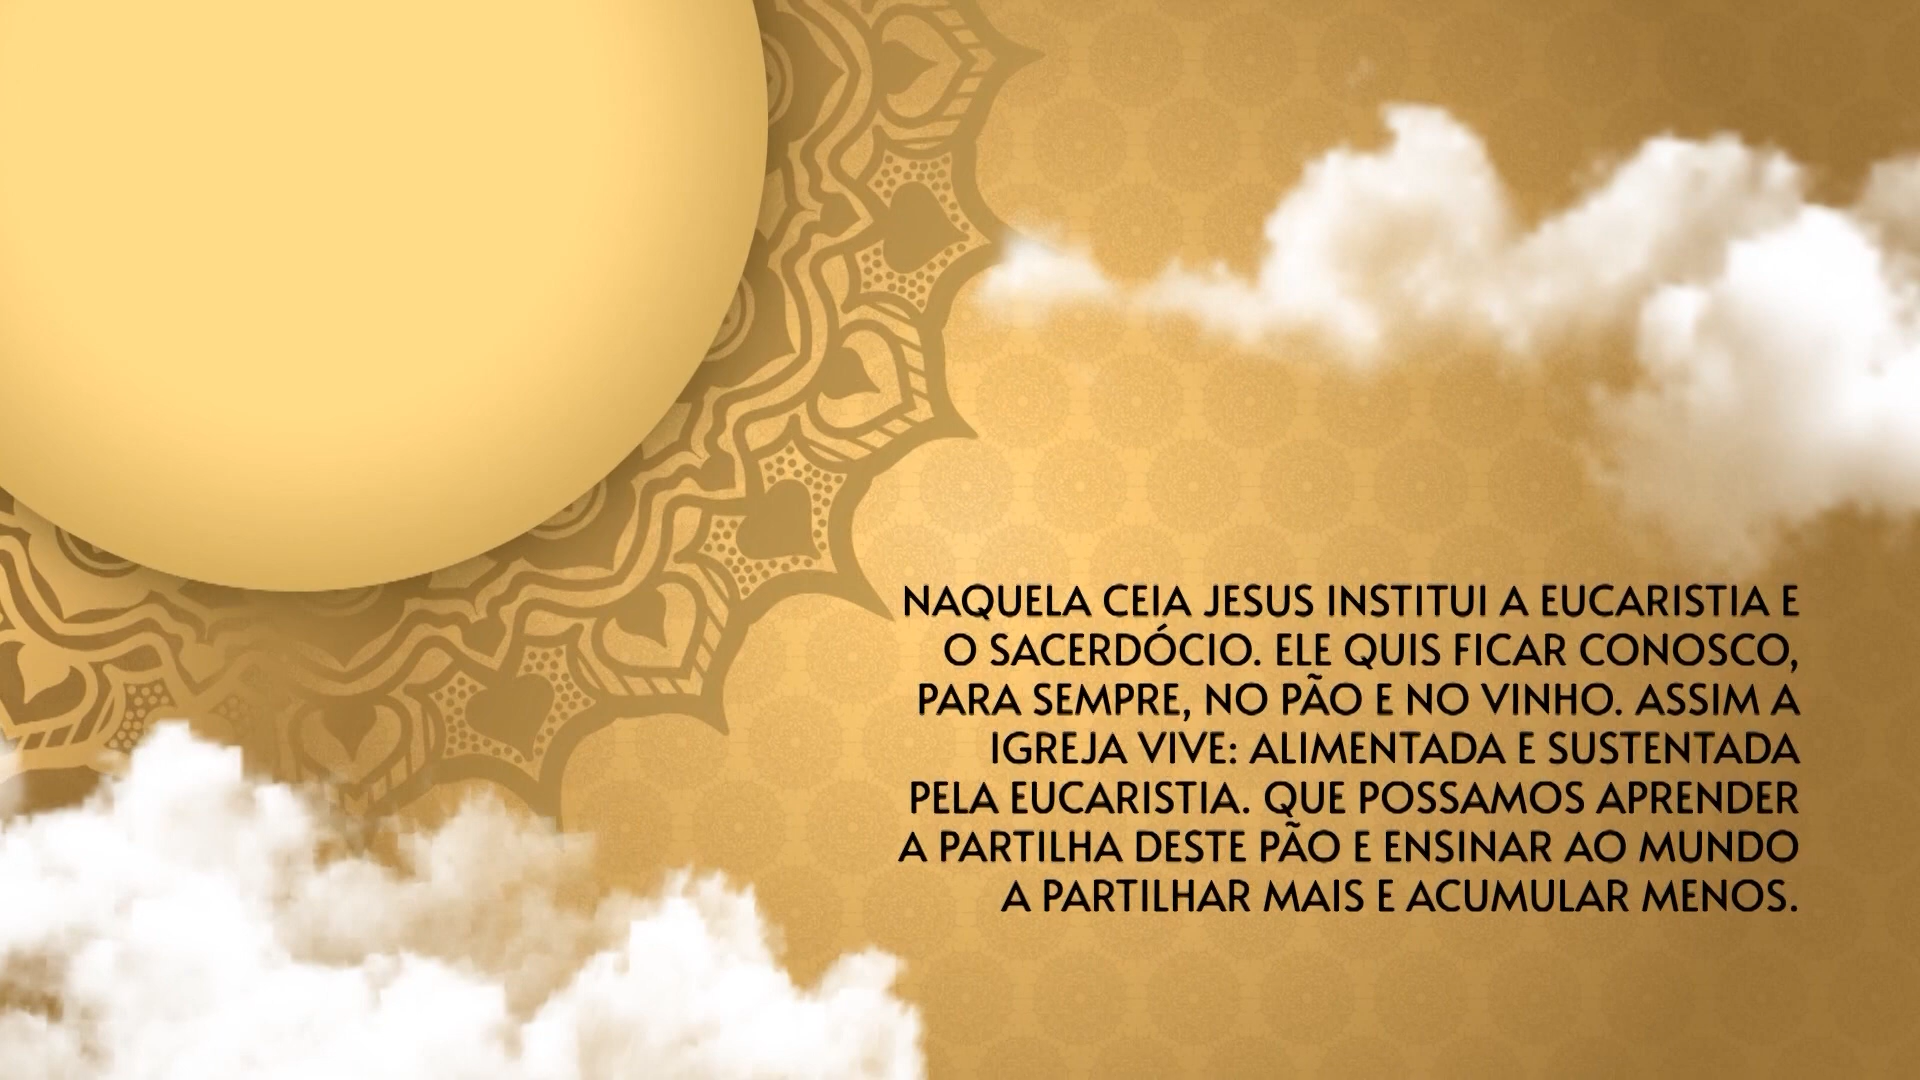 NAQUELA CEIA JESUS INSTITUI A EUCARISTIA E
O SACERDÓCIO. ELE QUIS FICAR CONOSCO,
PARA SEMPRE, NO PÃO E NO VINHO. ASSIM A
IGREJA VIVE: ALIMENTADA E SUSTENTADA
PELA EUCARISTIA. QUE POSSAMOS APRENDER
A PARTILHA DESTE PÃO E ENSINAR AO MUNDO
A PARTILHAR MAIS E ACUMULAR MENOS.